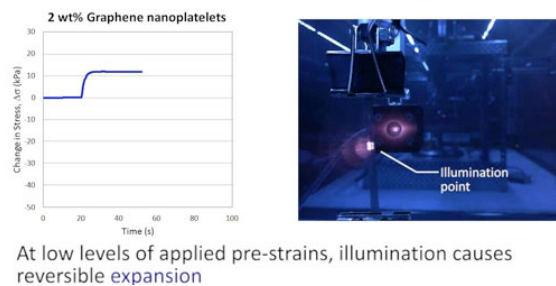 2 wt% Graphene nanoplatelets
Change in Stress, Δσ (kPa)
30
20
10
0
-10
-20
-30
-40
-50
0
20
40
60
80
100
Time (s)
Illumination
point
At low levels of applied pre-strains, illumination causes
reversible expansion